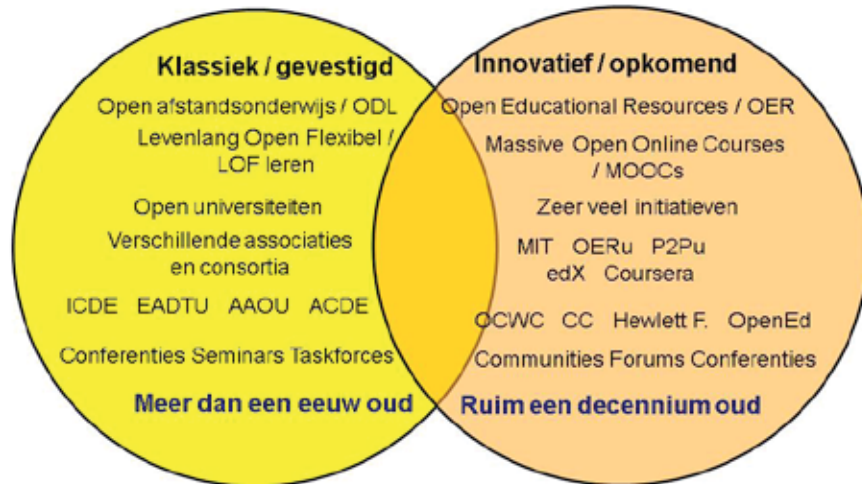 Klassiek / gevestigd
Open afstandsonderwijs / ODL
Levenlang Open Flexibel /
LOF leren
Open universiteiten
Verschillende associaties
en consortia
ICDE EADTU AAOU ACDE
Conferenties Seminars Taskforces
Meer dan een eeuw oud
Innovatief / opkomend
Open Educational Resources / OER
Massive Open Online Courses
/ MOOCs
Zeer veel initiatieven
MIT OERu P2Pu
edX Coursera
OCWC CC Hewlett F. OpenEd
Communities Forums Conferenties
Ruim een decennium oud